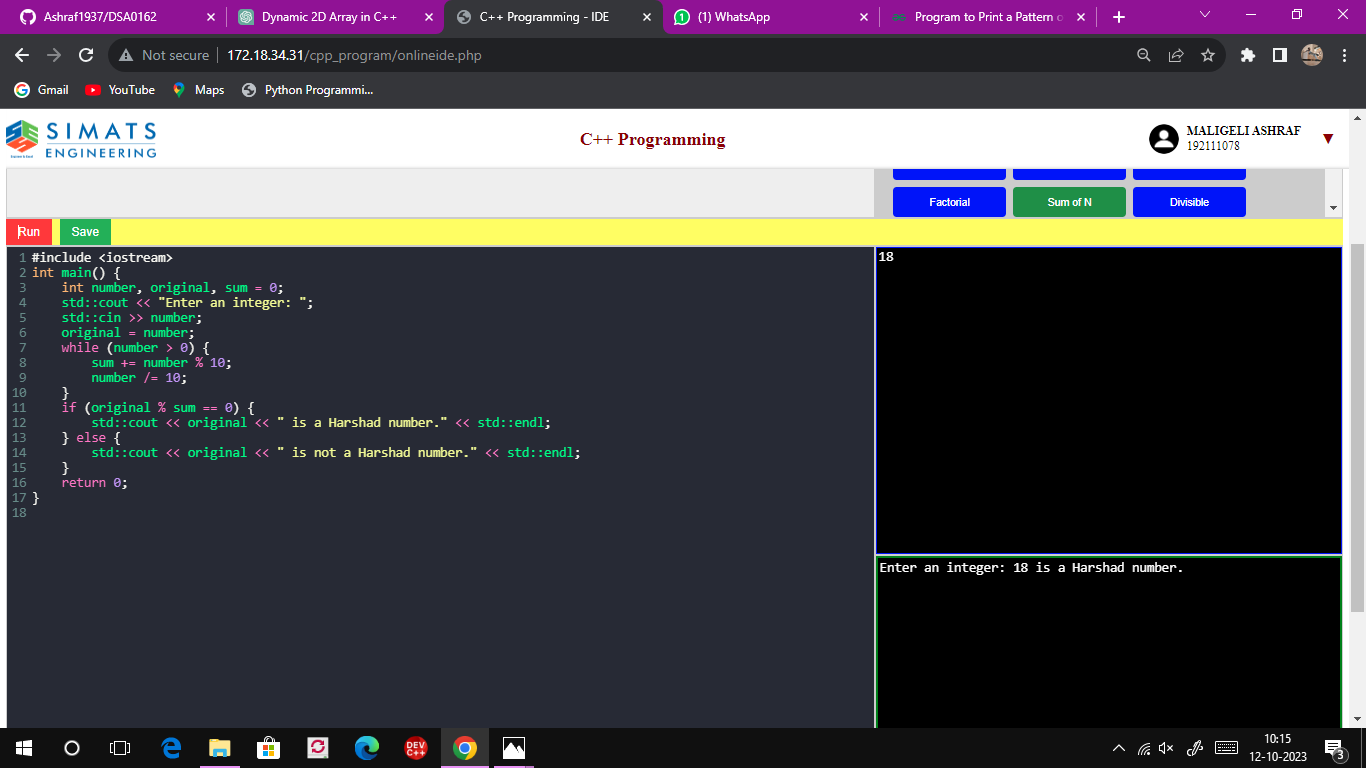 Ashraf1937/DSA0162
Dynamic 2D Array in C++
C++ Programming - IDE
(1) WhatsApp
Program to Print a Pattern o
Not secure
172.18.34.31/cpp_program/onlineide.php
Gmail
YouTube
Maps
Python Programmi...
SIMATS
ENGINEERING
C++ Programming
MALIGELI ASHRAF
192111078
Factorial
Sum of N
Divisible
Run
Save
1 #include <iostream>
2 int main() {
3     int number, original, sum = 0;
4     std::cout << "Enter an integer: ";
5     std::cin >> number;
6     original = number;
7     while (number > 0) {
8         sum += number % 10;
9         number /= 10;
10     }
11     if (original % sum == 0) {
12         std::cout << original << " is a Harshad number." << std::endl;
13     } else {
14         std::cout << original << " is not a Harshad number." << std::endl;
15     }
16     return 0;
17 }
18
18
Enter an integer: 18 is a Harshad number.
DEV
C++
10:15
12-10-2023
3